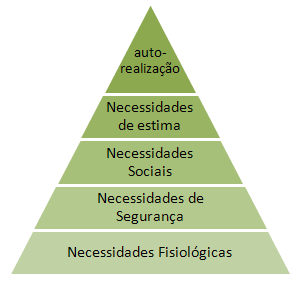 auto-
realização
Necessidades
de estima
Necessidades
Sociais
Necessidades de
Segurança
Necessidades Fisiológicas